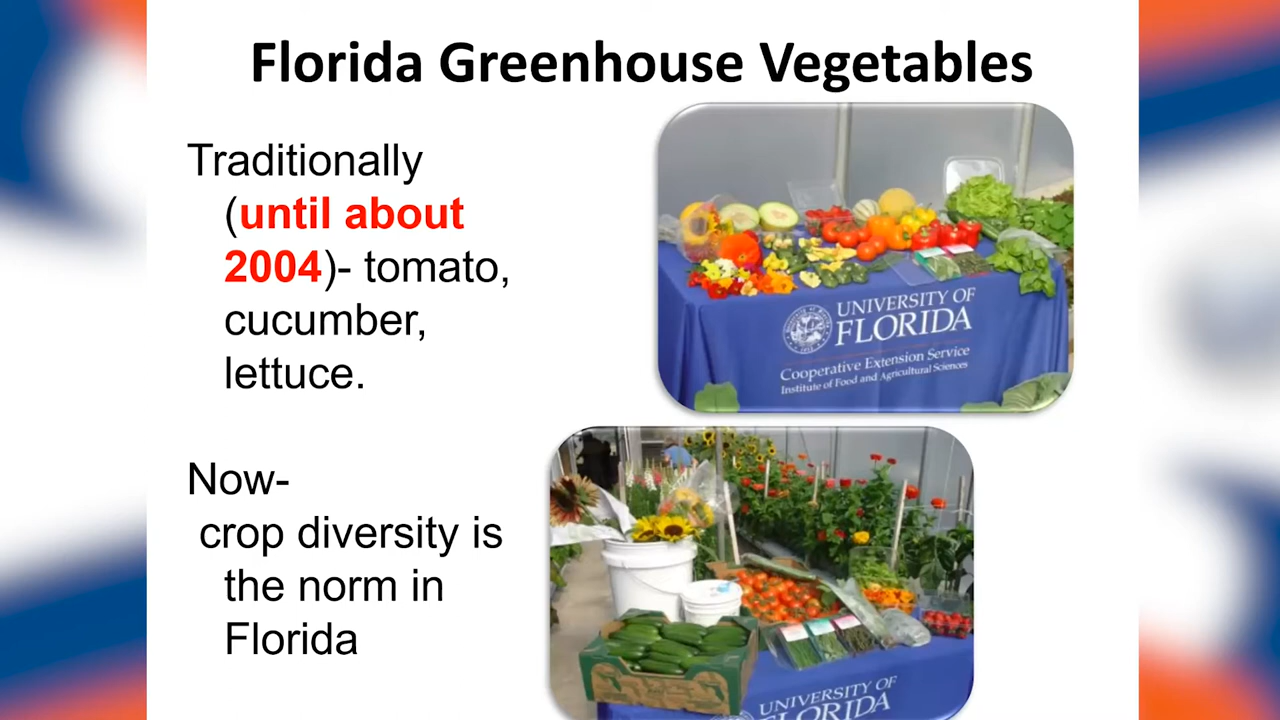 Florida Greenhouse Vegetables
Traditionally
(until about
2004)- tomato,
cucumber,
lettuce.
Now-
crop diversity is
the norm in
Florida
UNIVERSITY OF
FLORIDA
Cooperative Extension Service
Institute of Food and Agricultural Sciences
UNIVERSITY OF
FLORIDA